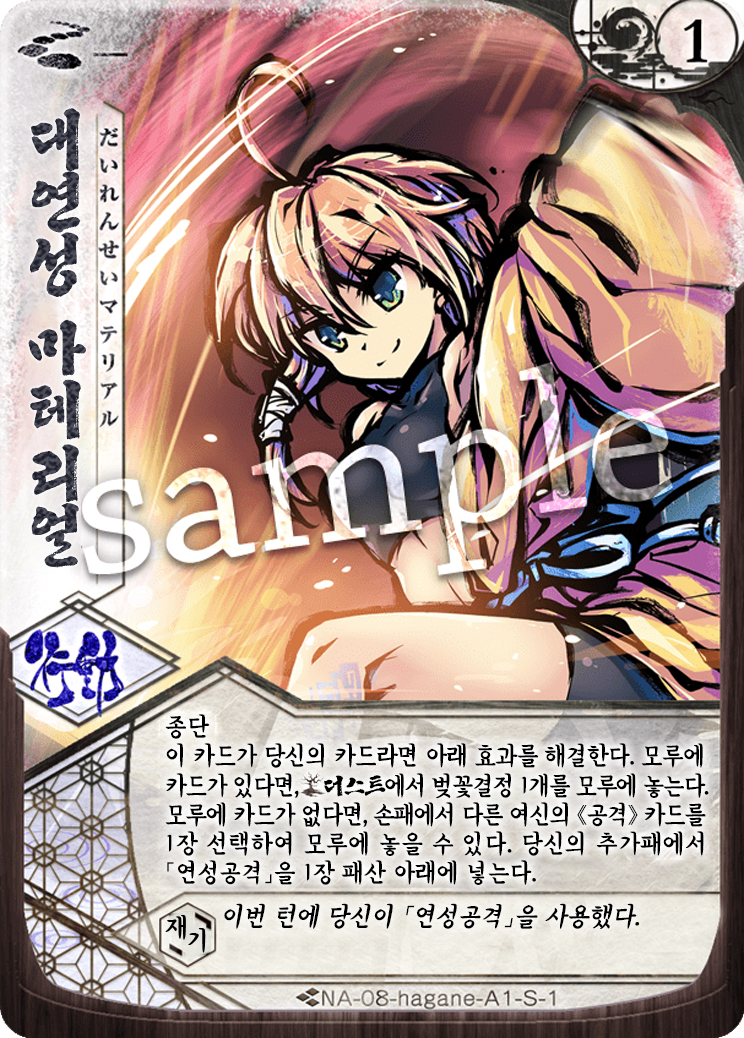 1
대연성 마테리얼
だいれんせいマテリアル
sample
行動
종단
이 카드가 당신의 카드라면 아래 효과를 해결한다. 모루에
카드가 있다면, 더스트에서 벚꽃결정 1개를 모루에 놓는다.
모루에 카드가 없다면, 손패에서 다른 여신의 《공격》 카드를
1장 선택하여 모루에 놓을 수 있다. 당신의 추가패에서
「연성공격」을 1장 패산 아래에 넣는다.
재기 이번 턴에 당신이 「연성공격」을 사용했다.
NA-08-hagane-A1-S-1